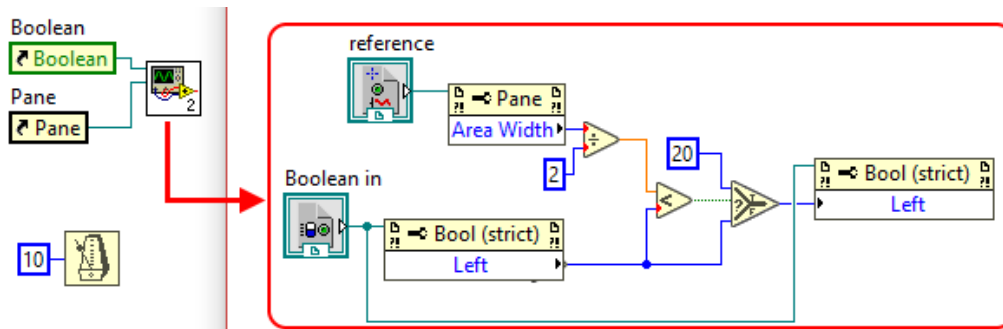 Boolean
Boolean
2
Pane
Pane
10
reference
Pane
Area Width
÷
2
20
Boolean in
?!
Bool (strict)
?!
Left
<
?
T
F
?!
Bool (strict)
?!
Left